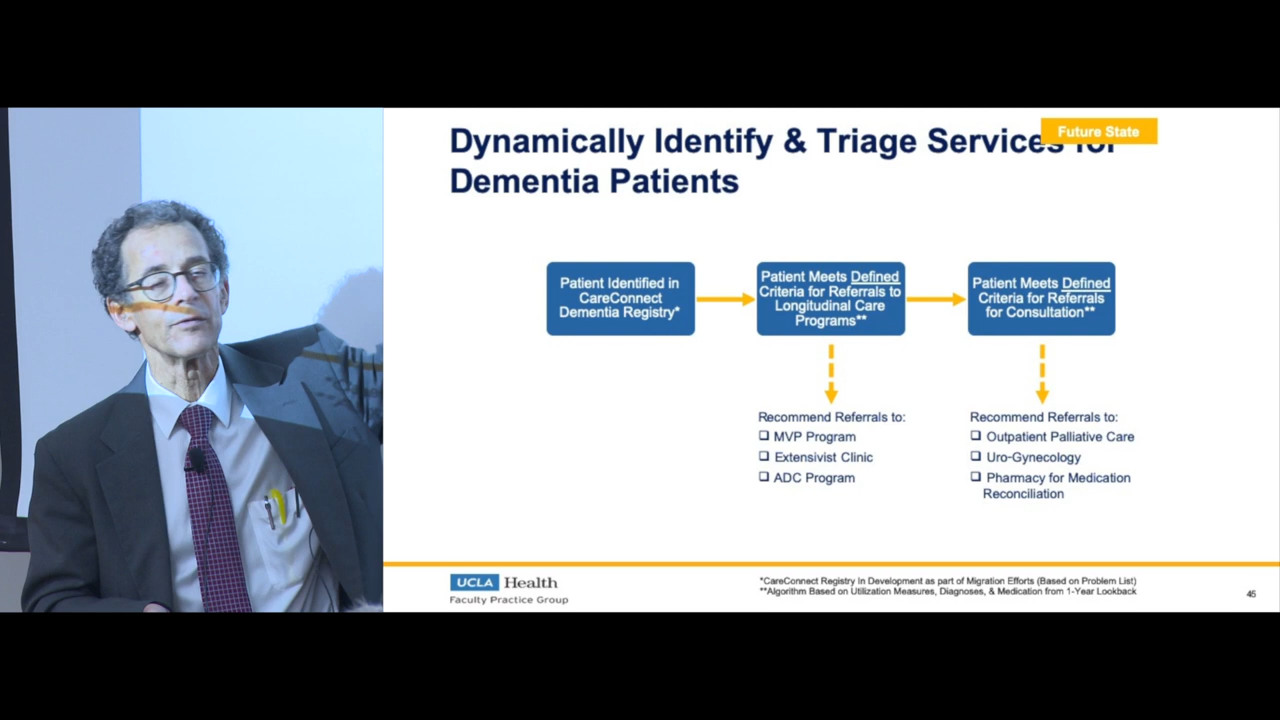 Dynamically Identify & Triage Services for
Future State
Dementia Patients
Patient Identified in
CareConnect
Dementia Registry*
Patient Meets Defined
Criteria for Referrals to
Longitudinal Care
Programs**
Patient Meets Defined
Criteria for Referrals
for Consultation**
Recommend Referrals to:
MVP Program
Extensivist Clinic
ADC Program
Recommend Referrals to:
Outpatient Palliative Care
Uro-Gynecology
Pharmacy for Medication
Reconciliation
UCLA Health
Faculty Practice Group
*CareConnect Registry In Development as part of Migration Efforts (Based on Problem List)
**Algorithm Based on Utilization Measures, Diagnoses, & Medication from 1-Year Lookback
45